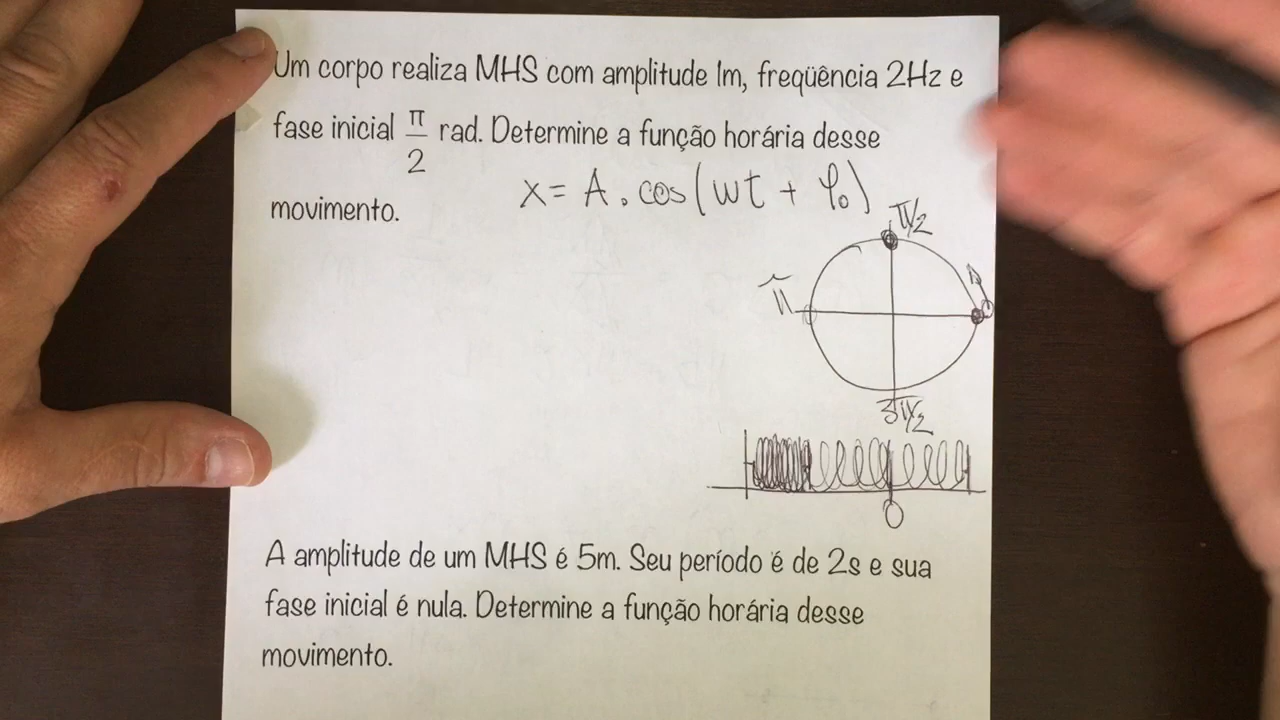 Um corpo realiza MHS com amplitude 1m, freqüência 2Hz e
fase inicial π/2 rad. Determine a função horária desse
movimento.
x = A . cos(wt + φ₀)
π/2
π
0
3π/2
0
A amplitude de um MHS é 5m. Seu período é de 2s e sua
fase inicial é nula. Determine a função horária desse
movimento.